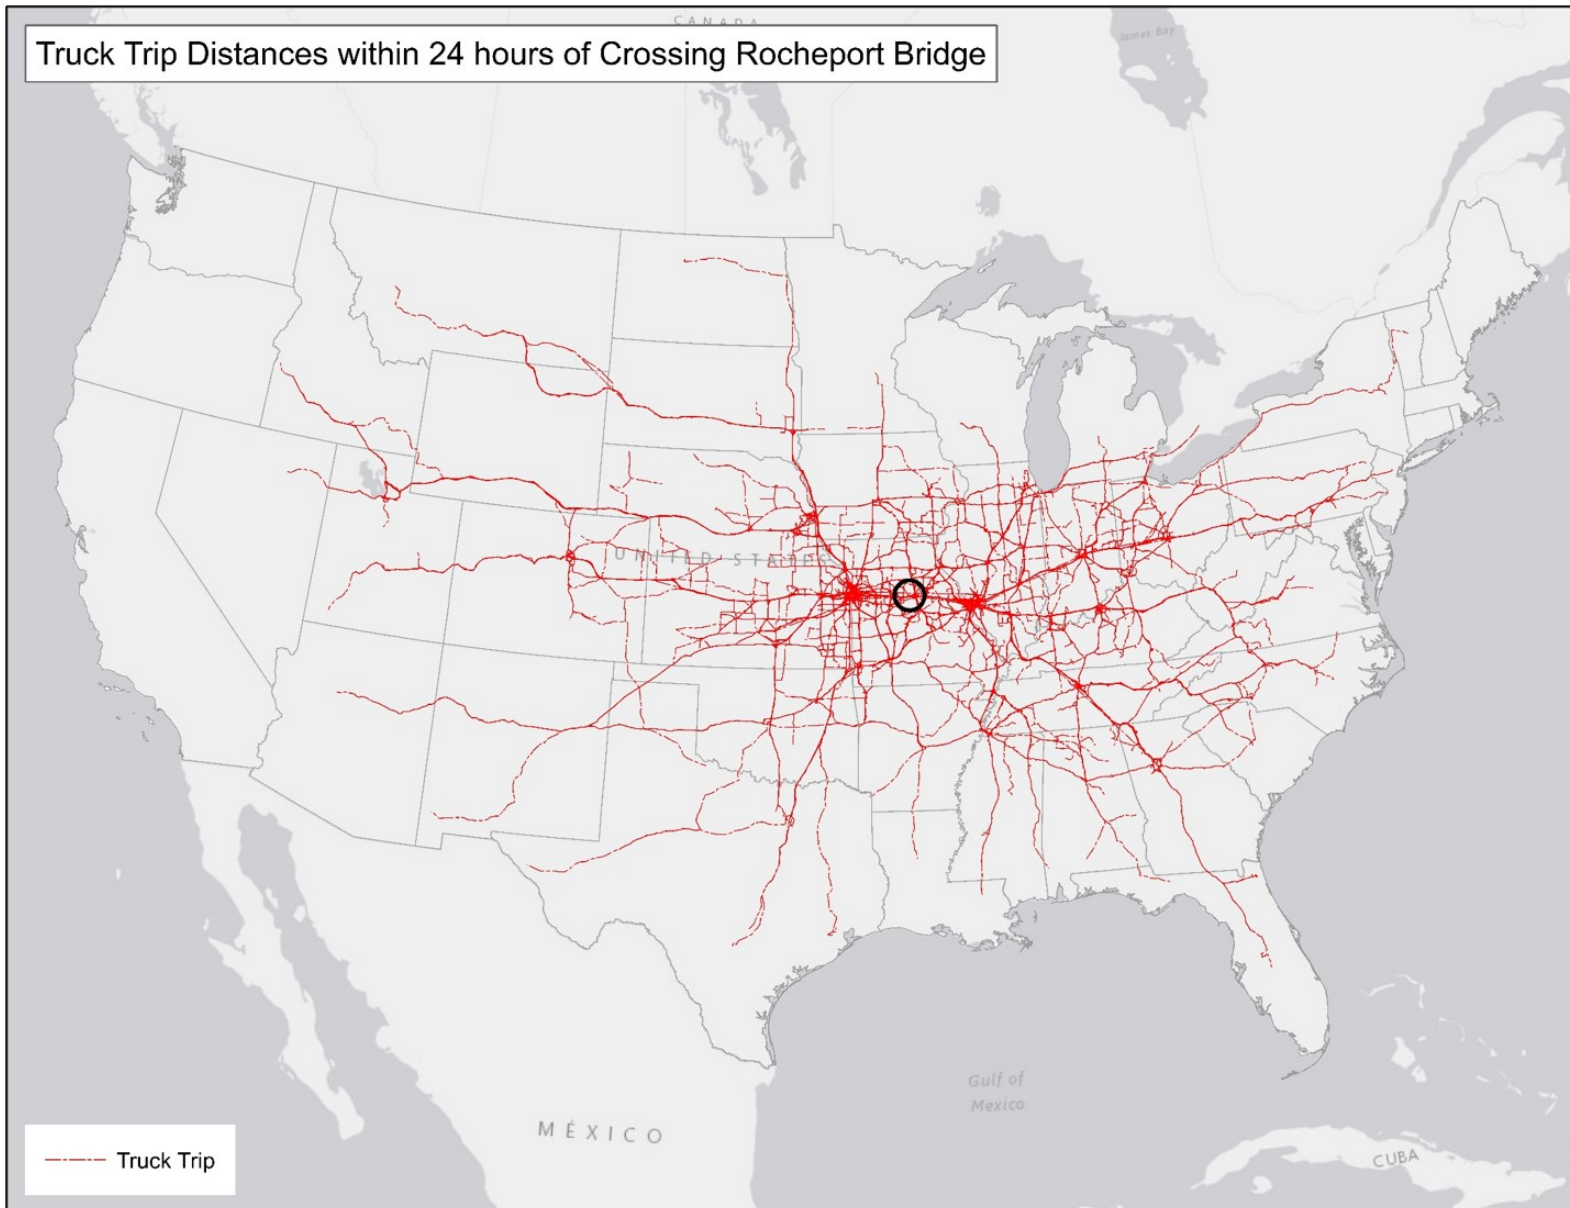 CANADA
Truck Trip Distances within 24 hours of Crossing Rocheport Bridge
James Bay
UNITED STATES
Gulf of
Mexico
MÉXICO
CUBA
Truck Trip